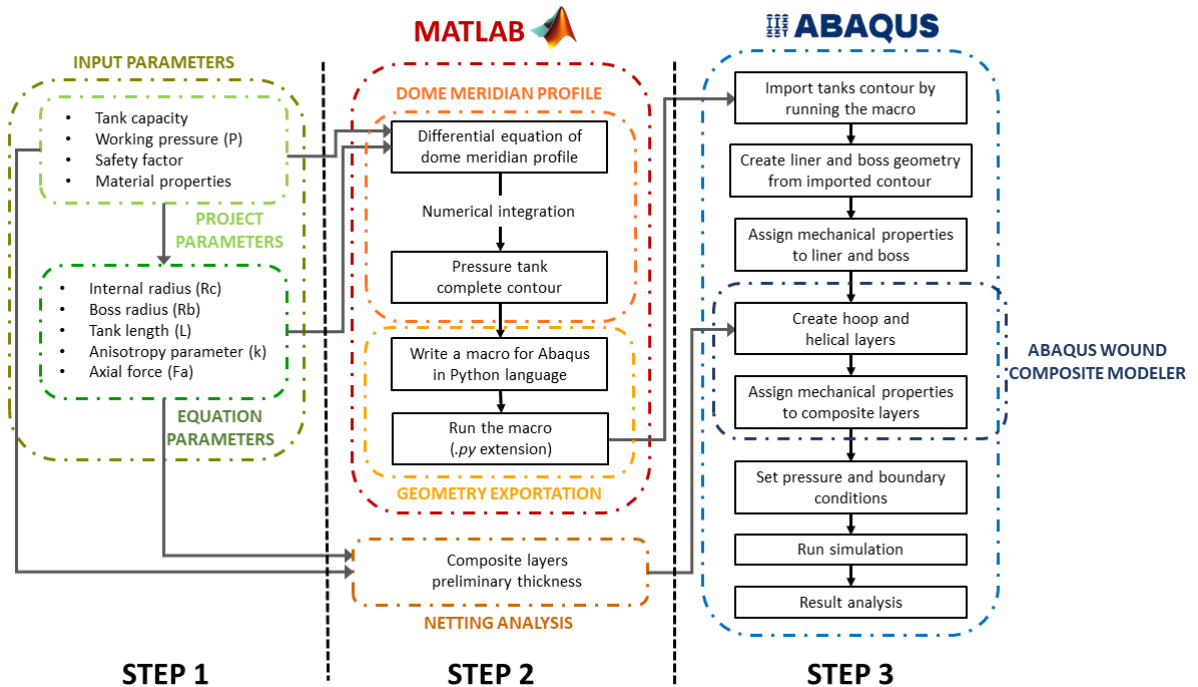 INPUT PARAMETERS
• Tank capacity
• Working pressure (P)
• Safety factor
• Material properties
PROJECT
PARAMETERS
• Internal radius (Rc)
• Boss radius (Rb)
• Tank length (L)
• Anisotropy parameter (k)
• Axial force (Fa)
EQUATION
PARAMETERS
STEP 1
MATLAB
DOME MERIDIAN PROFILE
Differential equation of
dome meridian profile
Numerical integration
Pressure tank
complete contour
Write a macro for Abaqus
in Python language
Run the macro
(.py extension)
GEOMETRY EXPORTATION
Composite layers
preliminary thickness
NETTING ANALYSIS
STEP 2
ABAQUS
Import tanks contour by
running the macro
Create liner and boss geometry
from imported contour
Assign mechanical properties
to liner and boss
Create hoop and
helical layers
Assign mechanical properties
to composite layers
ABAQUS WOUND
COMPOSITE MODELER
Set pressure and boundary
conditions
Run simulation
Result analysis
STEP 3